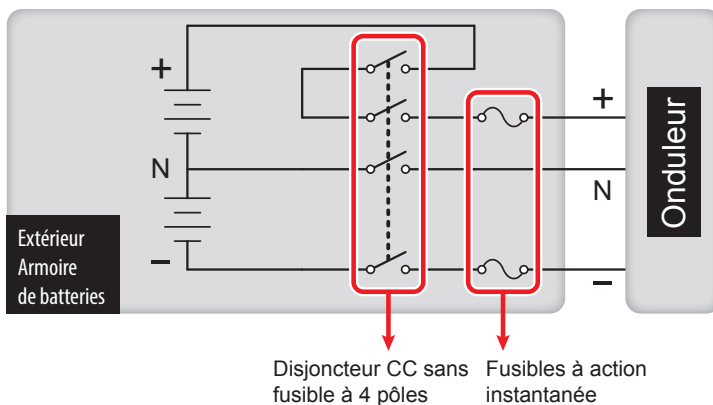 +
+
N
N
−
−
Onduleur
Extérieur
Armoire
de batteries
Disjoncteur CC sans
fusible à 4 pôles
Fusibles à action
instantanée